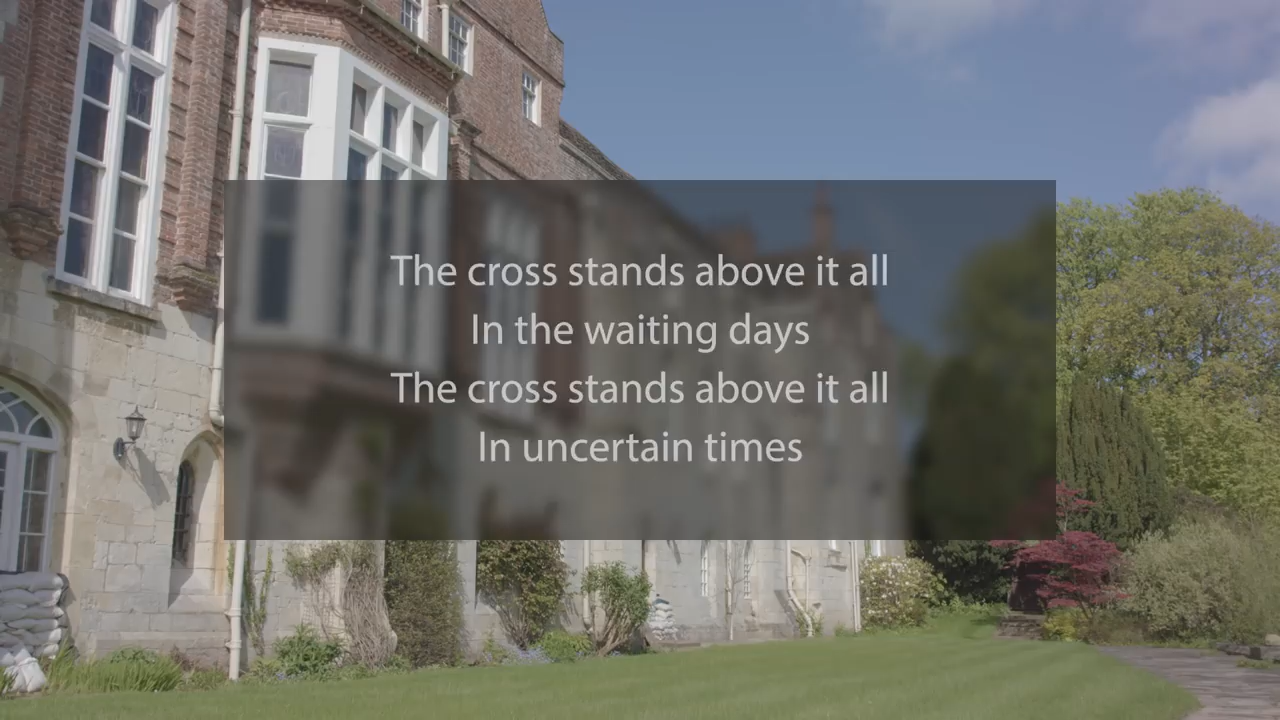 The cross stands above it all
In the waiting days
The cross stands above it all
In uncertain times